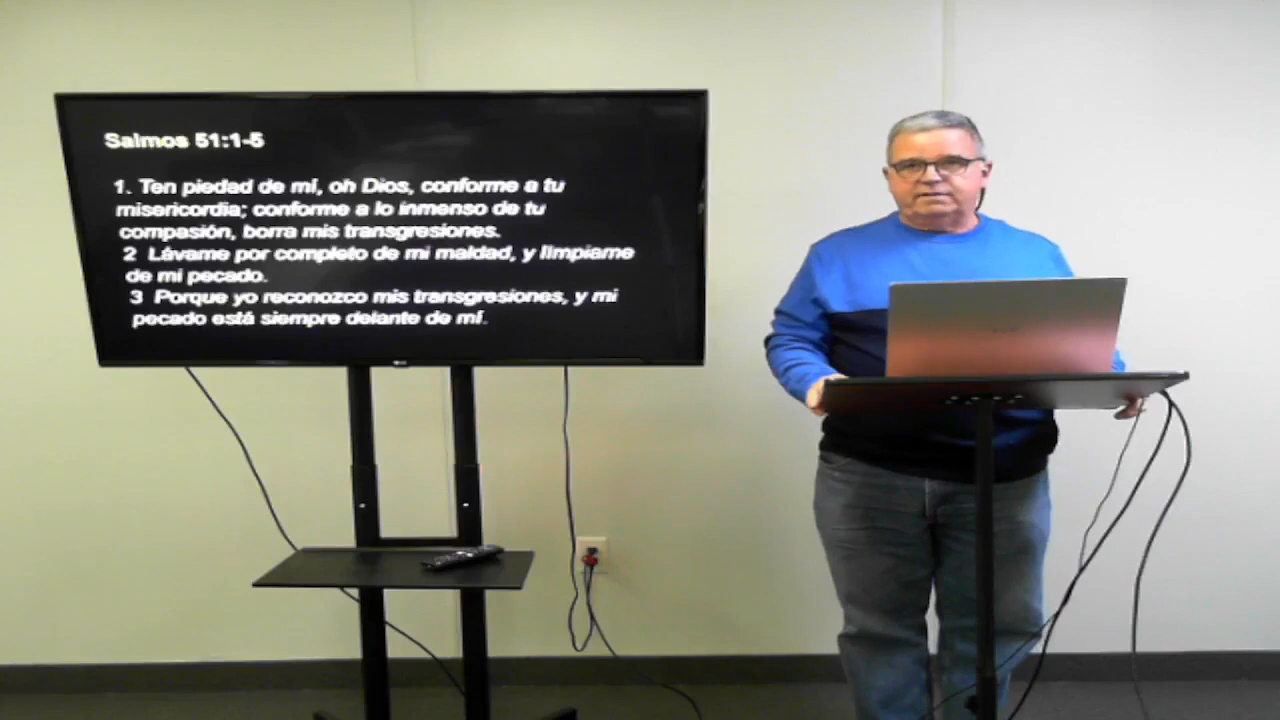 Salmos 51:1-5
1. Ten piedad de mí, oh Dios, conforme a tu
misericordia; conforme a lo inmenso de tu
compasión, borra mis transgresiones.
2 Lávame por completo de mi maldad, y límpiame
de mi pecado.
3 Porque yo reconozco mis transgresiones, y mi
pecado está siempre delante de mí.